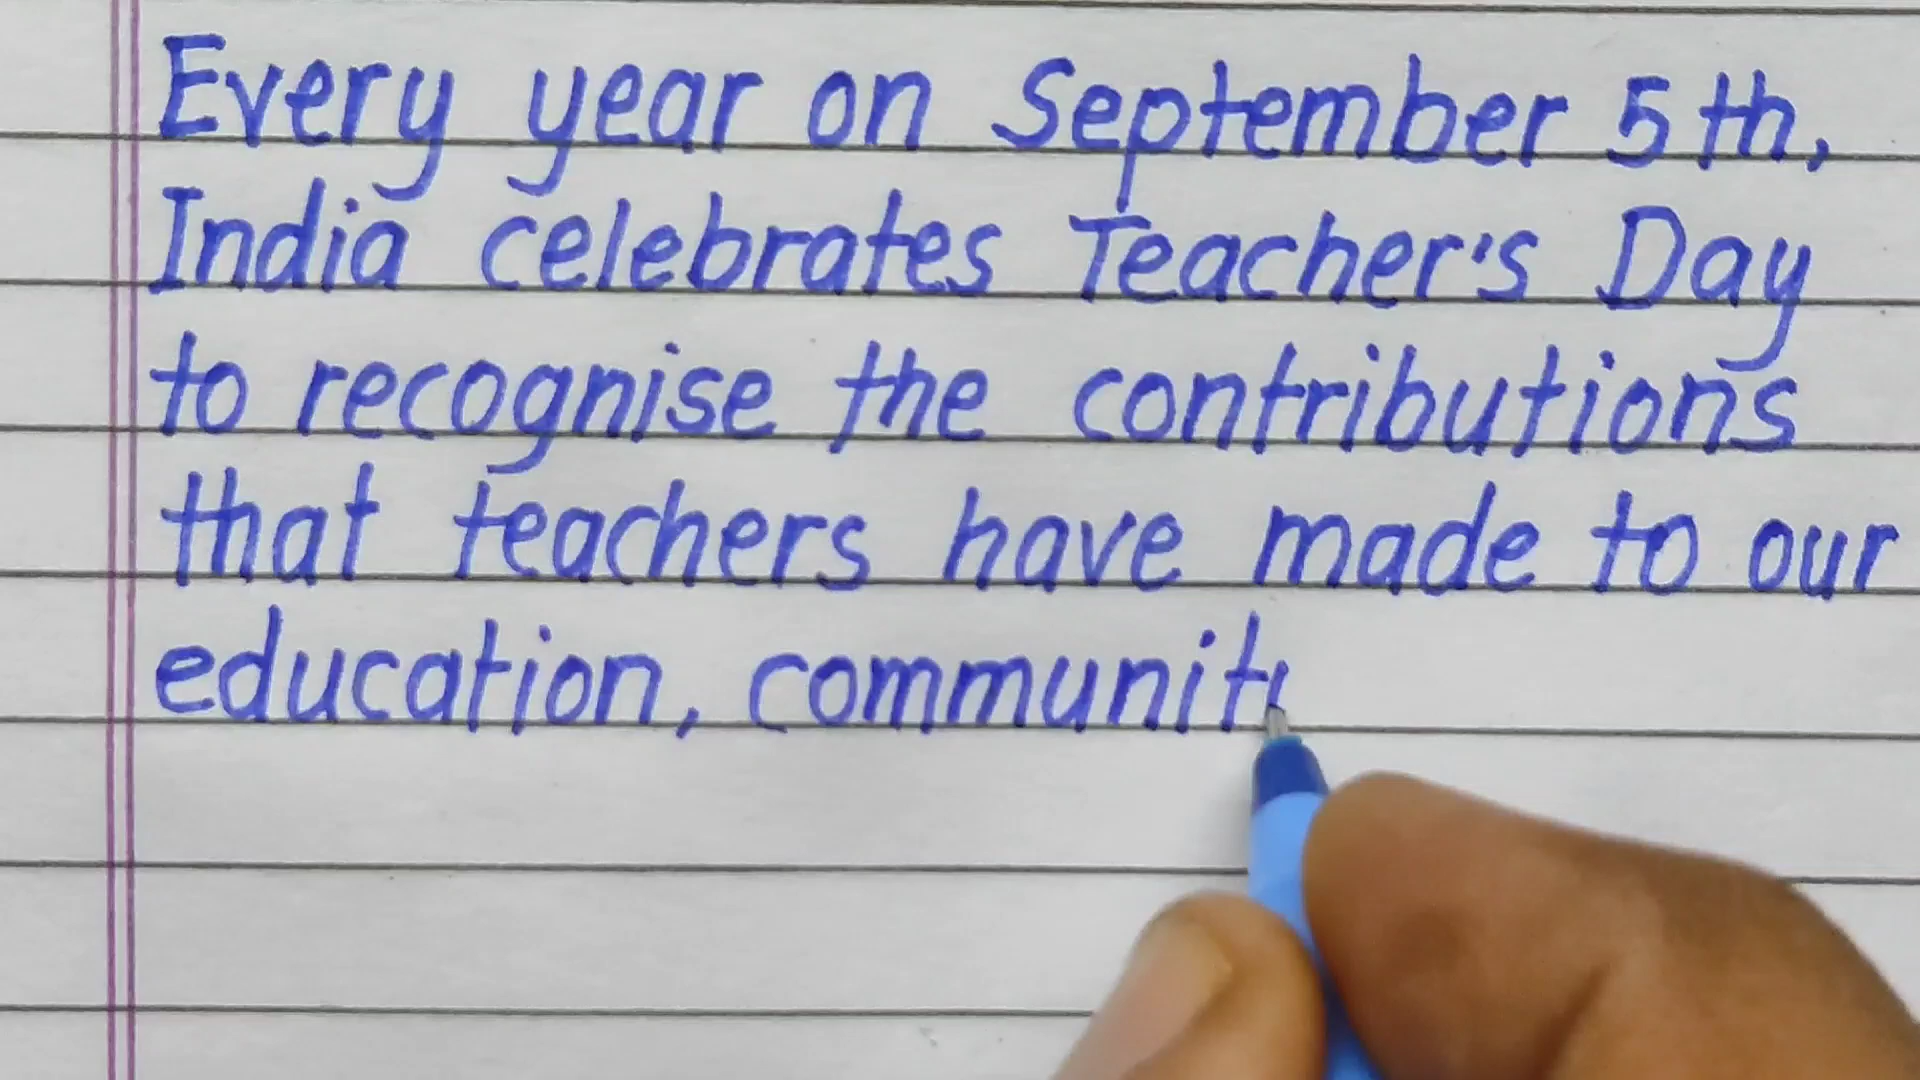 Every year on September 5th,
India celebrates Teacher's Day
to recognise the contributions
that teachers have made to our
education, communit